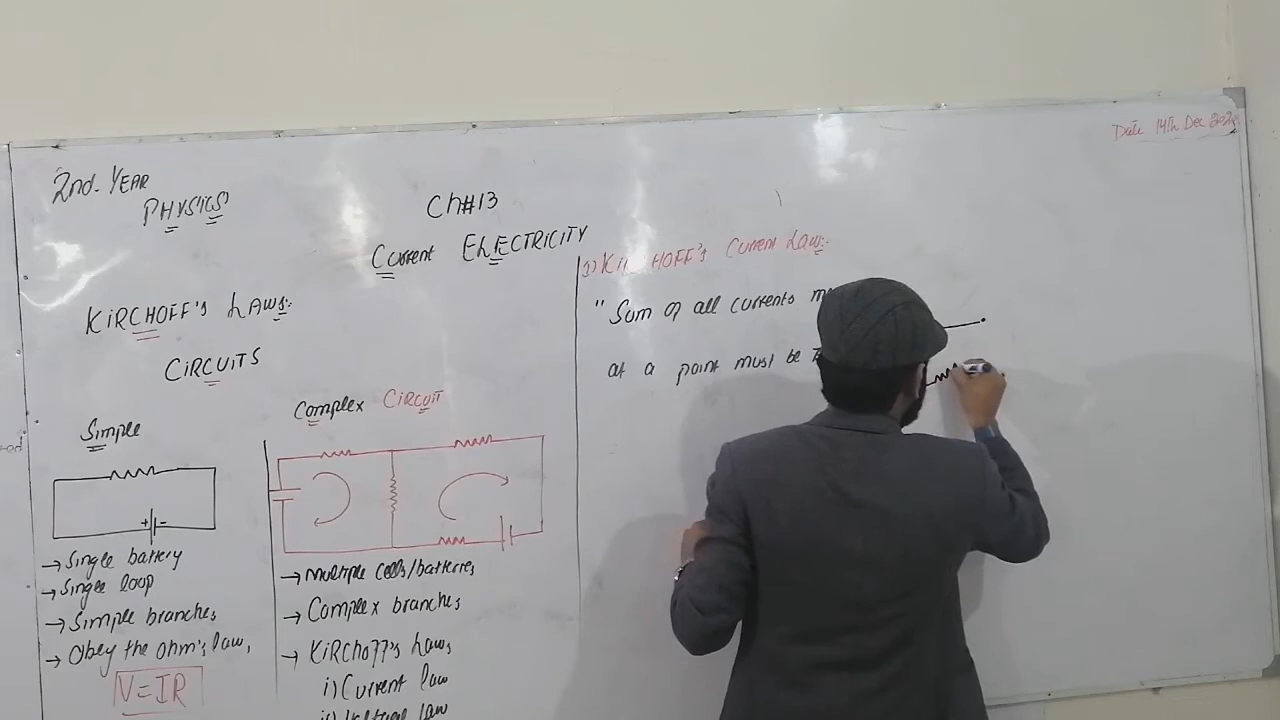 Date 14Th Dec
2nd-YEAR
PHYSICS
Ch#13
Current ELECTRICITY
KIRCHOFF'S LAWS:-
CIRCUITS
Simple
+ -
→ Single battery
→ Single loop
→ Simple branches
→ Obey the ohm's law,
V=IR
Complex CIRCUIT
→ Multiple cells/batteries
→ Complex branches
→ KIRCHOFF's Laws
i) Current law
KIRCHOFF's Current Law:-
"Sum of all currents
at a point must be